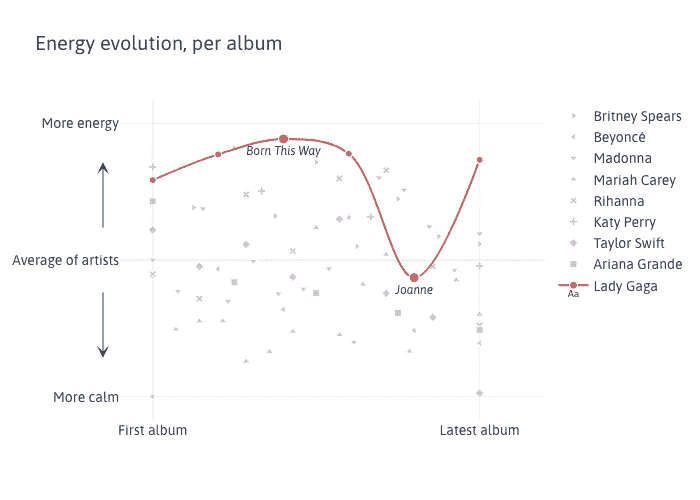 Energy evolution, per album
More energy
Average of artists
More calm
First album
Latest album
Born This Way
Joanne
Britney Spears
Beyoncé
Madonna
Mariah Carey
Rihanna
Katy Perry
Taylor Swift
Ariana Grande
Lady Gaga
Aa